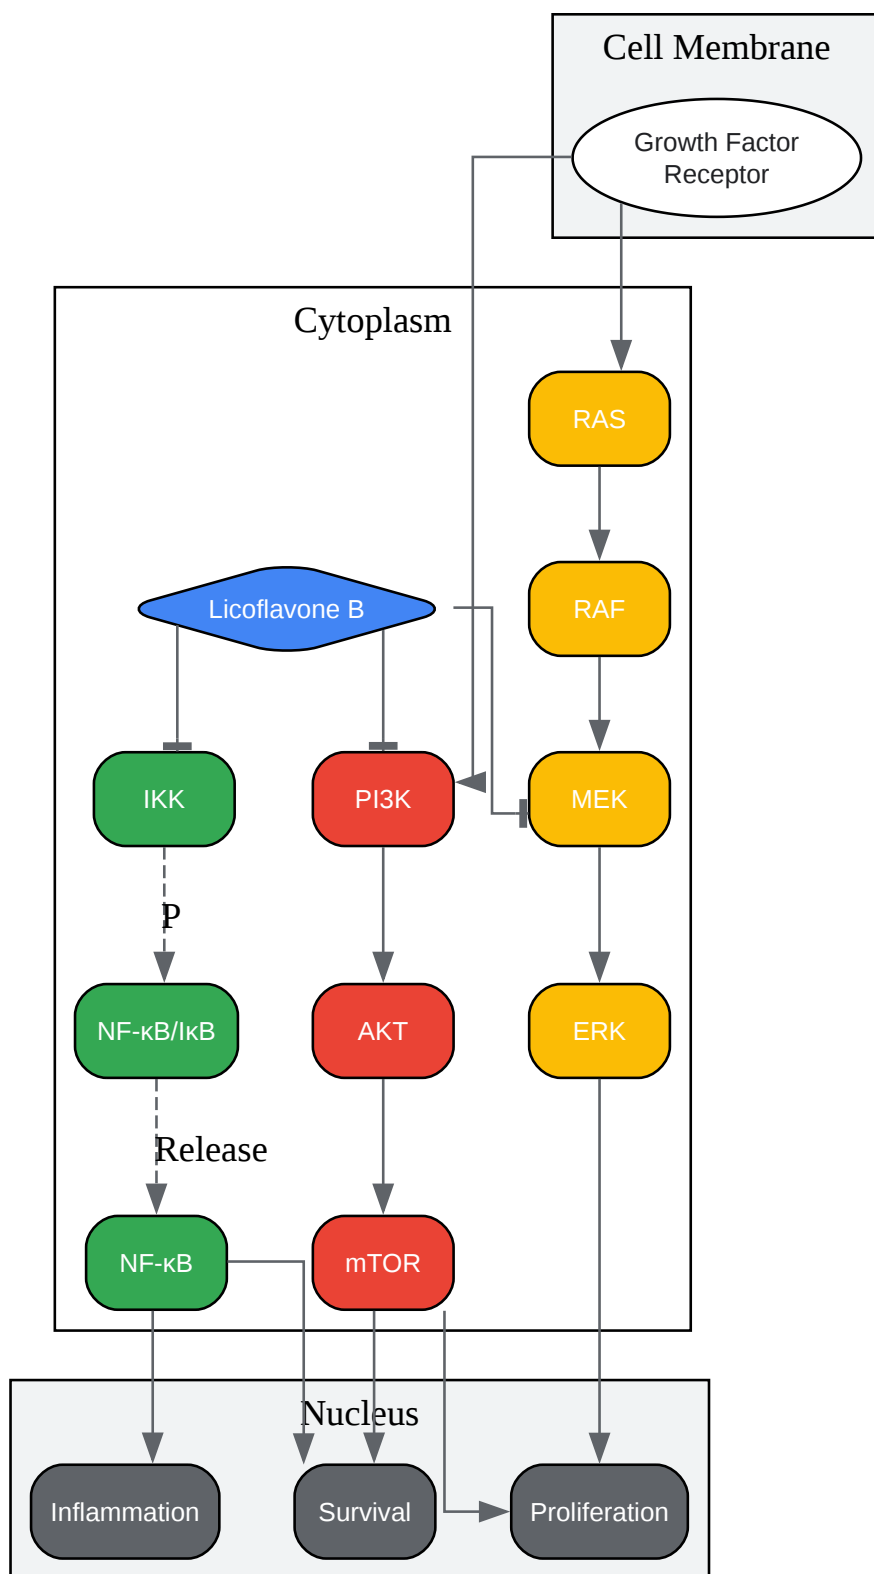 Cell Membrane
Growth Factor
Receptor
Cytoplasm
RAS
Licoflavone B
RAF
IKK
PI3K
MEK
P
NF-κB/IκB
AKT
ERK
Release
NF-κB
mTOR
Nucleus
Inflammation
Survival
Proliferation